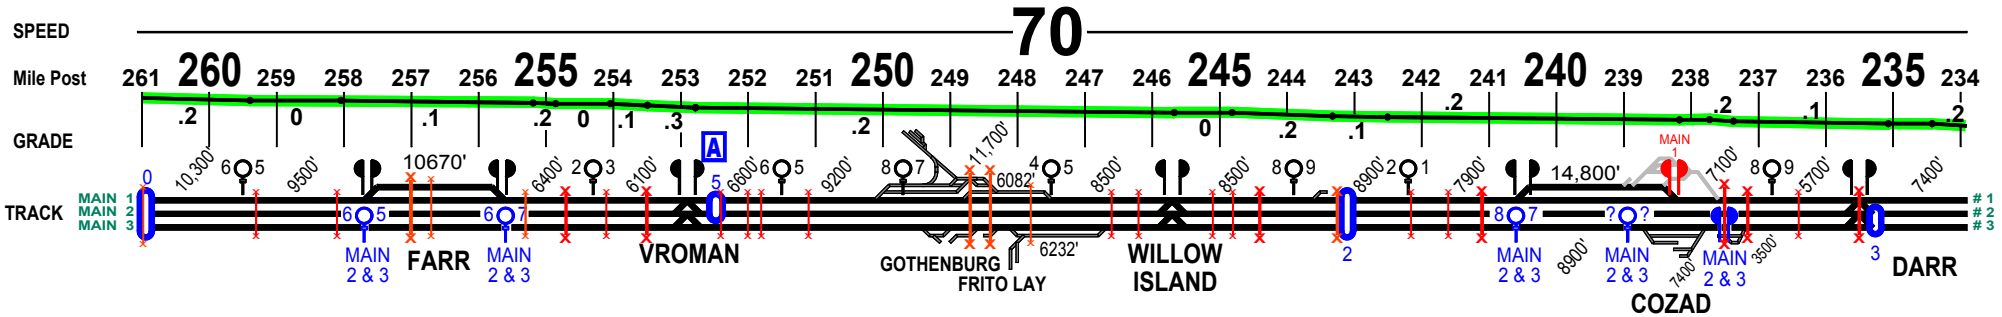 SPEED 70
Mile Post 261 260 259 258 257 256 255 254 253 252 251 250 249 248 247 246 245 244 243 242 241 240 239 238 237 236 235 234
GRADE .2 0 .1 .2 0 .1 .3 .2 0 .2 .1 .2 .2 .1 .2
A 11,700' MAIN 1
0 10,300' 6 5 9500' 10670' 6400' 2 3 6100' 5 6600' 6 5 9200' 8 7 6082' 4 5 8500' 8500' 8 9 8900' 2 1 7900' 14,800' 7100' 8 9 5700' 7400'
MAIN # 1 # 1
TRACK MAIN 2 # 2
MAIN 3 # 3
6 5 6 7 8 7 ? ?
MAIN 2 & 3
FARR
MAIN 2 & 3
VROMAN
GOTHENBURG
FRITO LAY
6232'
WILLOW ISLAND
2
MAIN 2 & 3
8900'
MAIN 2 & 3
COZAD
7400'
MAIN 2 & 3
3500'
3
DARR